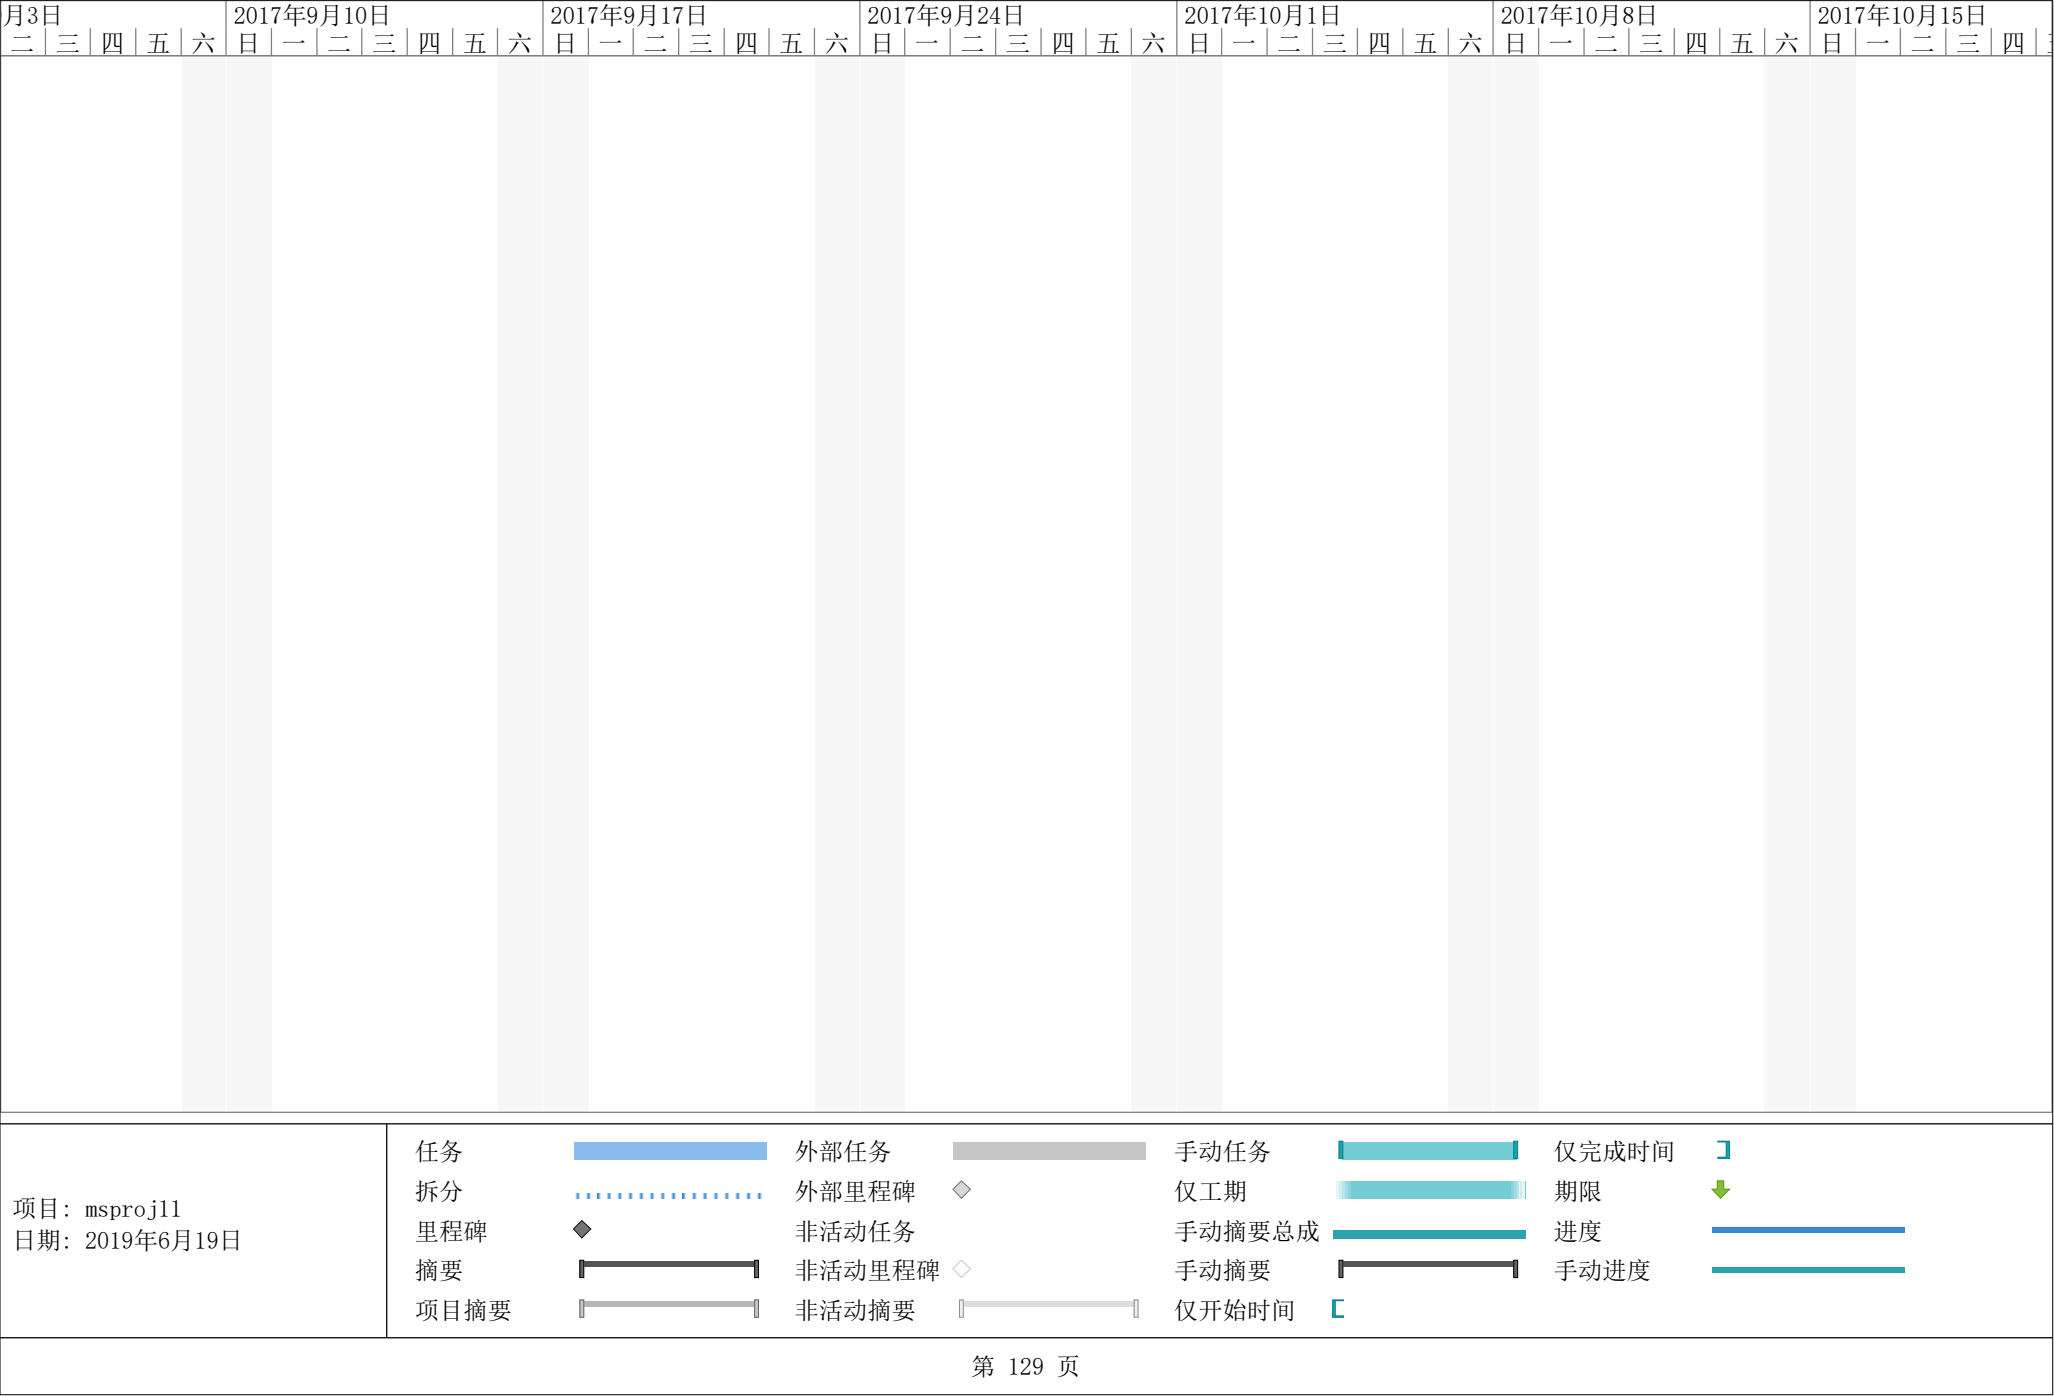 月3日 2017年9月10日 2017年9月17日 2017年9月24日 2017年10月1日 2017年10月8日 2017年10月15日
二 三 四 五 六 日 一 二 三 四 五 六 日 一 二 三 四 五 六 日 一 二 三 四 五 六 日 一 二 三 四 五 六 日 一 二 三 四 五 六 日 一 二 三 四
任务 外部任务 手动任务 仅完成时间
拆分 外部里程碑 仅工期 期限
里程碑 非活动任务 手动摘要总成 进度
摘要 非活动里程碑 手动摘要 手动进度
项目摘要 非活动摘要 仅开始时间
项目: msproj11
日期: 2019年6月19日
第 129 页